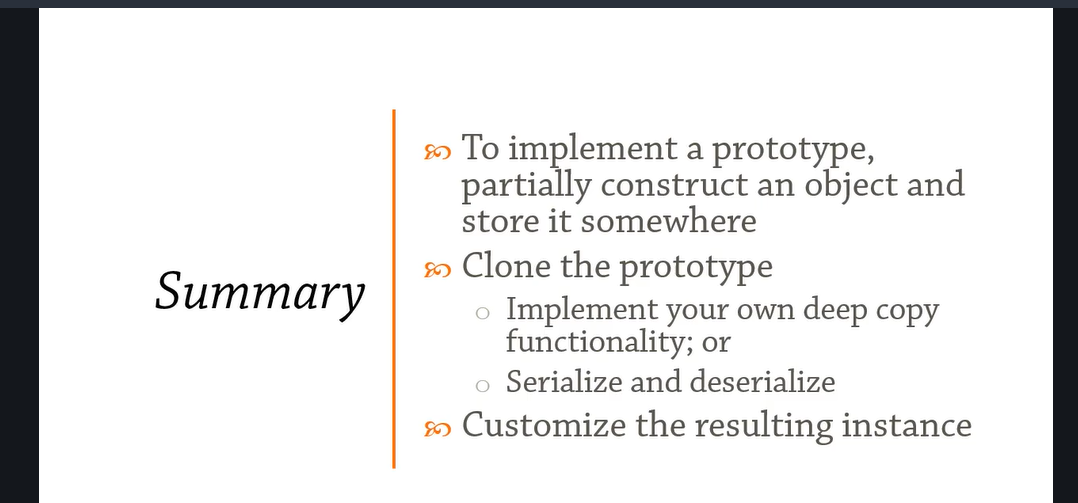 Summary
To implement a prototype,
partially construct an object and
store it somewhere
Clone the prototype
Implement your own deep copy
functionality; or
Serialize and deserialize
Customize the resulting instance